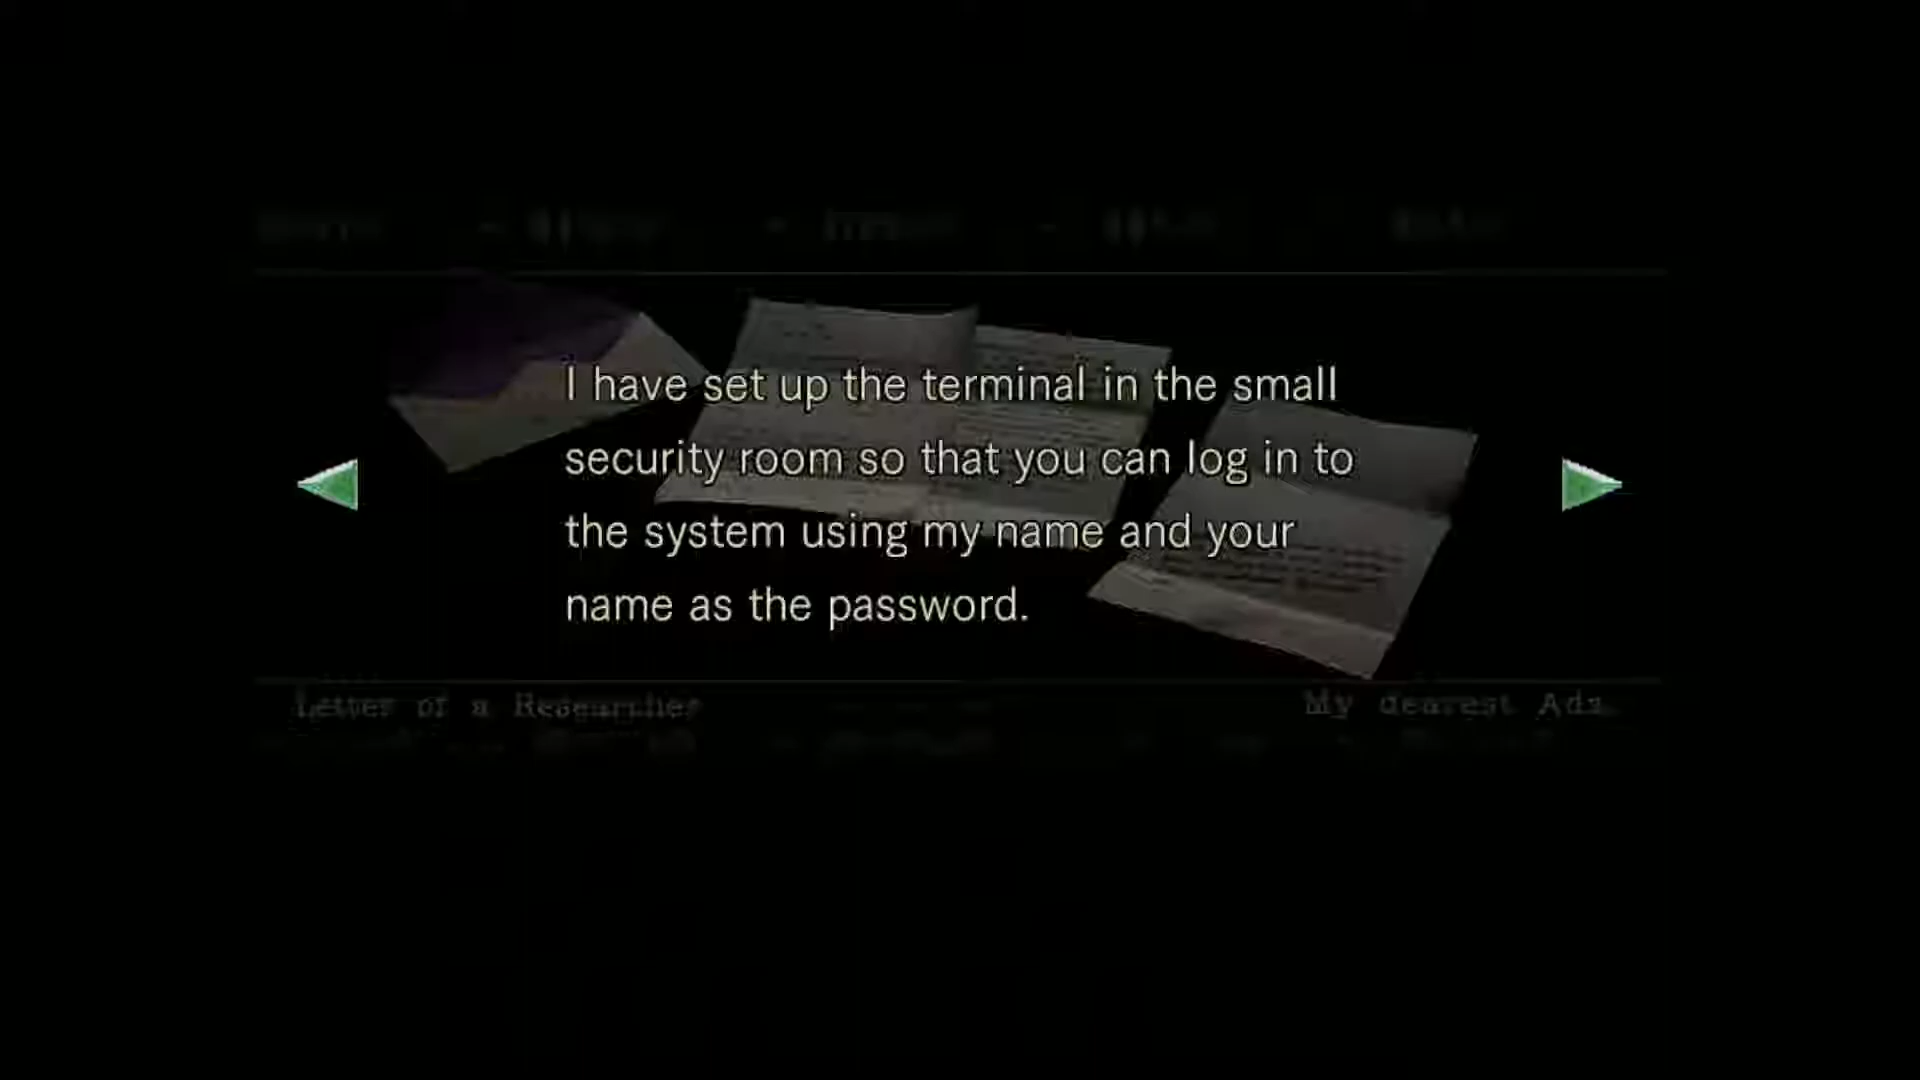 I have set up the terminal in the small
security room so that you can log in to
the system using my name and your
name as the password.
Letter of a Researcher
My dearest Ada,